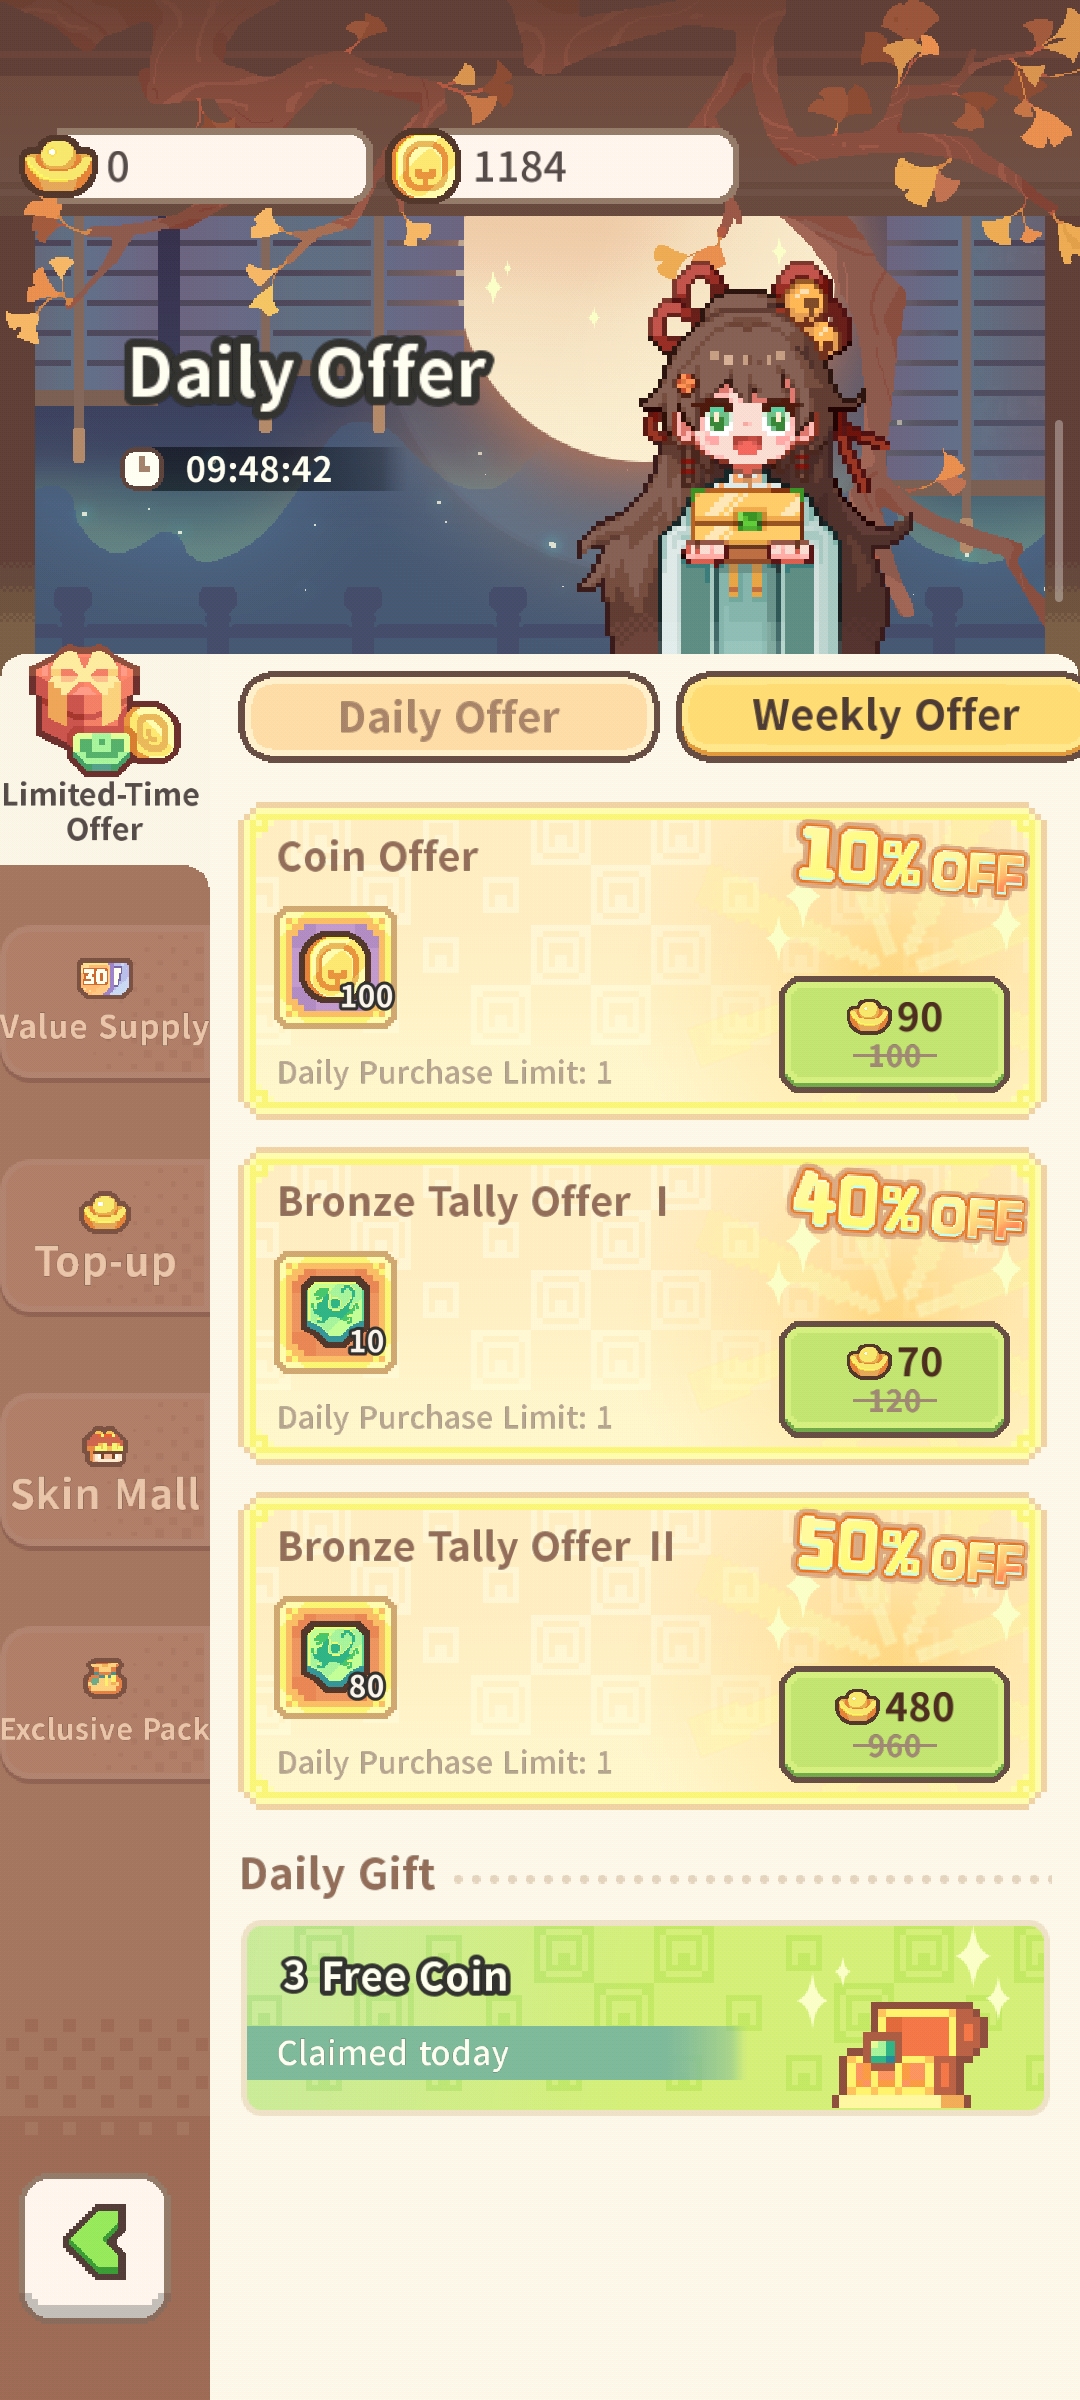 0
1184
Daily Offer
09:48:42
Limited-Time
Offer
Daily Offer
Weekly Offer
Coin Offer
10% OFF
100
90
100
Daily Purchase Limit: 1
30
Value Supply
Bronze Tally Offer I
40% OFF
10
70
120
Daily Purchase Limit: 1
Top-up
Skin Mall
Bronze Tally Offer II
50% OFF
80
480
960
Daily Purchase Limit: 1
Exclusive Pack
Daily Gift
3 Free Coin
Claimed today